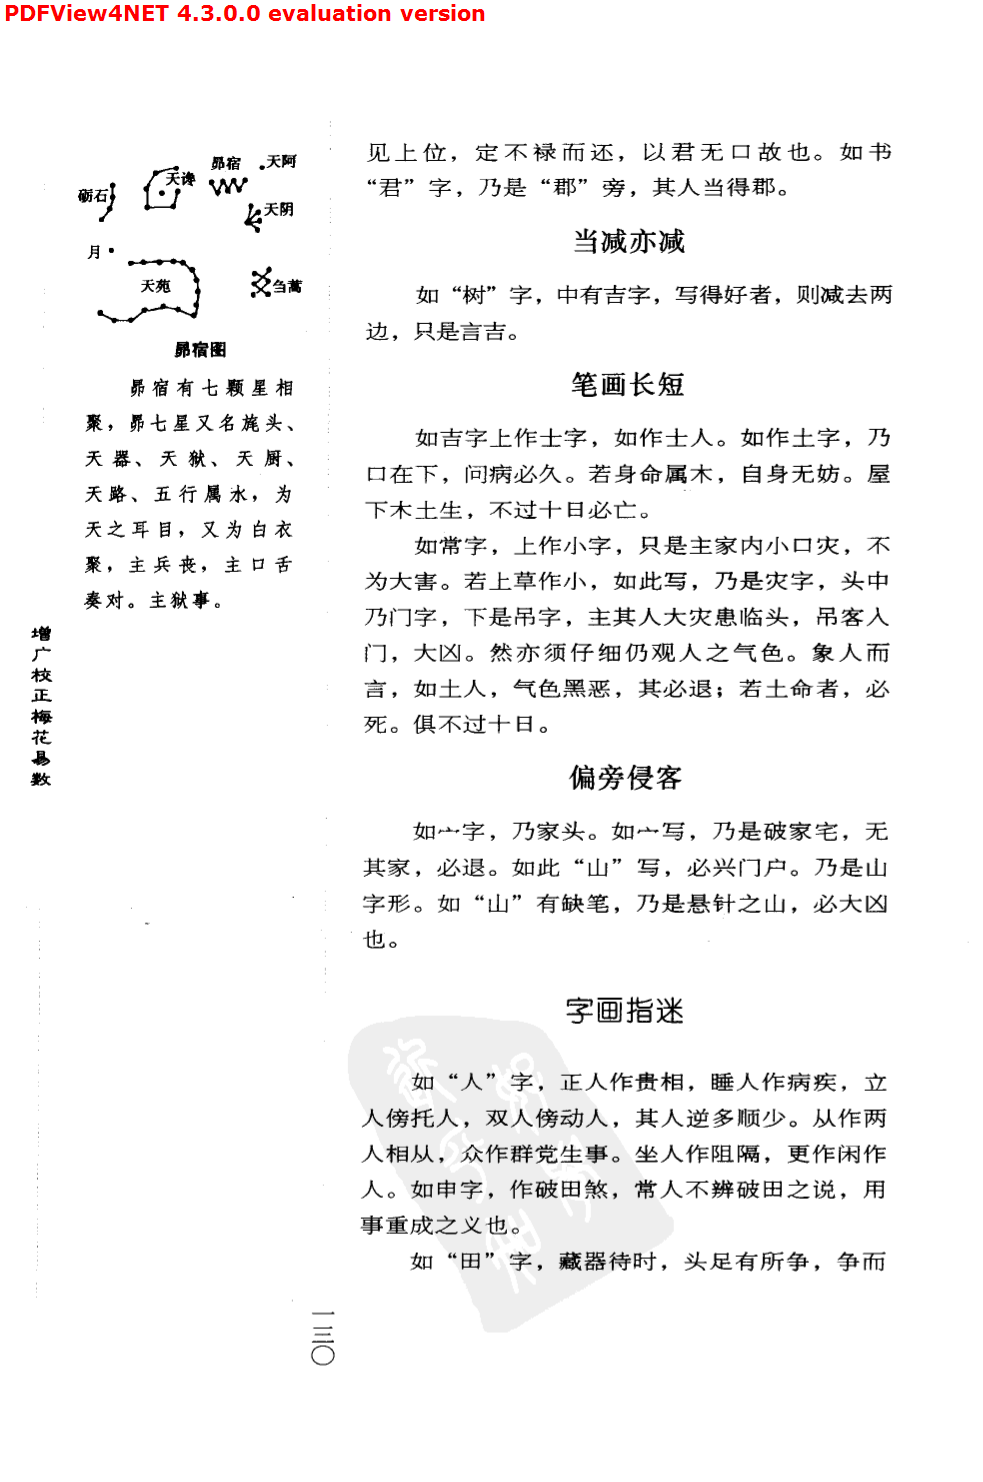 PDFView4NET 4.3.0.0 evaluation version
昴宿
天阿
天谗
砺石
天阴
月
天苑
刍蒿
昴宿图
昴宿有七颗星相
聚，昴七星又名旄头、
天器、天狱、天厨、
天路、五行属水，为
天之耳目，又为白衣
聚，主兵丧，主口舌
奏对。主狱事。
增广校正梅花易数
见上位，定不禄而还，以君无口故也。如书
“君”字，乃是“郡”旁，其人当得郡。
当减亦减
如“树”字，中有吉字，写得好者，则减去两
边，只是言吉。
笔画长短
如吉字上作士字，如作士人。如作土字，乃
口在下，问病必久。若身命属木，自身无妨。屋
下木土生，不过十日必亡。
如常字，上作小字，只是主家内小口灾，不
为大害。若上草作小，如此写，乃是灾字，头中
乃门字，下是吊字，主其人大灾患临头，吊客入
门，大凶。然亦须仔细仍观人之气色。象人而
言，如土人，气色黑恶，其必退；若土命者，必
死。俱不过十日。
偏旁侵客
如宀字，乃家头。如宀写，乃是破家宅，无
其家，必退。如此“山”写，必兴门户。乃是山
字形。如“山”有缺笔，乃是悬针之山，必大凶
也。
字画指迷
如“人”字，正人作贵相，睡人作病疾，立
人傍托人，双人傍动人，其人逆多顺少。从作两
人相从，众作群党生事。坐人作阻隔，更作闲作
人。如申字，作破田煞，常人不辨破田之说，用
事重成之义也。
如“田”字，藏器待时，头足有所争，争而
一三〇